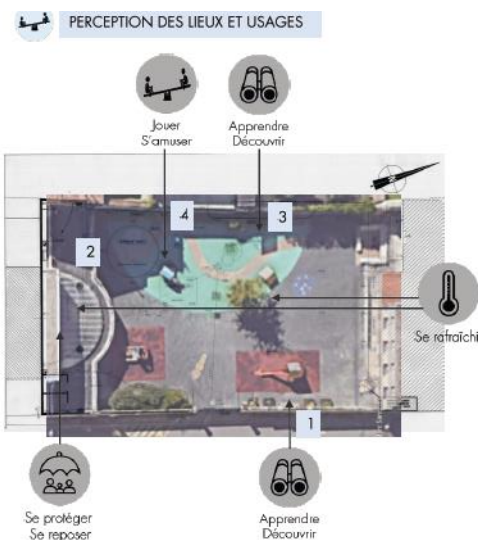 PERCEPTION DES LIEUX ET USAGES
Jouer
S'amuser
Apprendre
Découvrir
4
3
2
Se rafraîchi
1
Se protéger
Se reposer
Apprendre
Découvrir